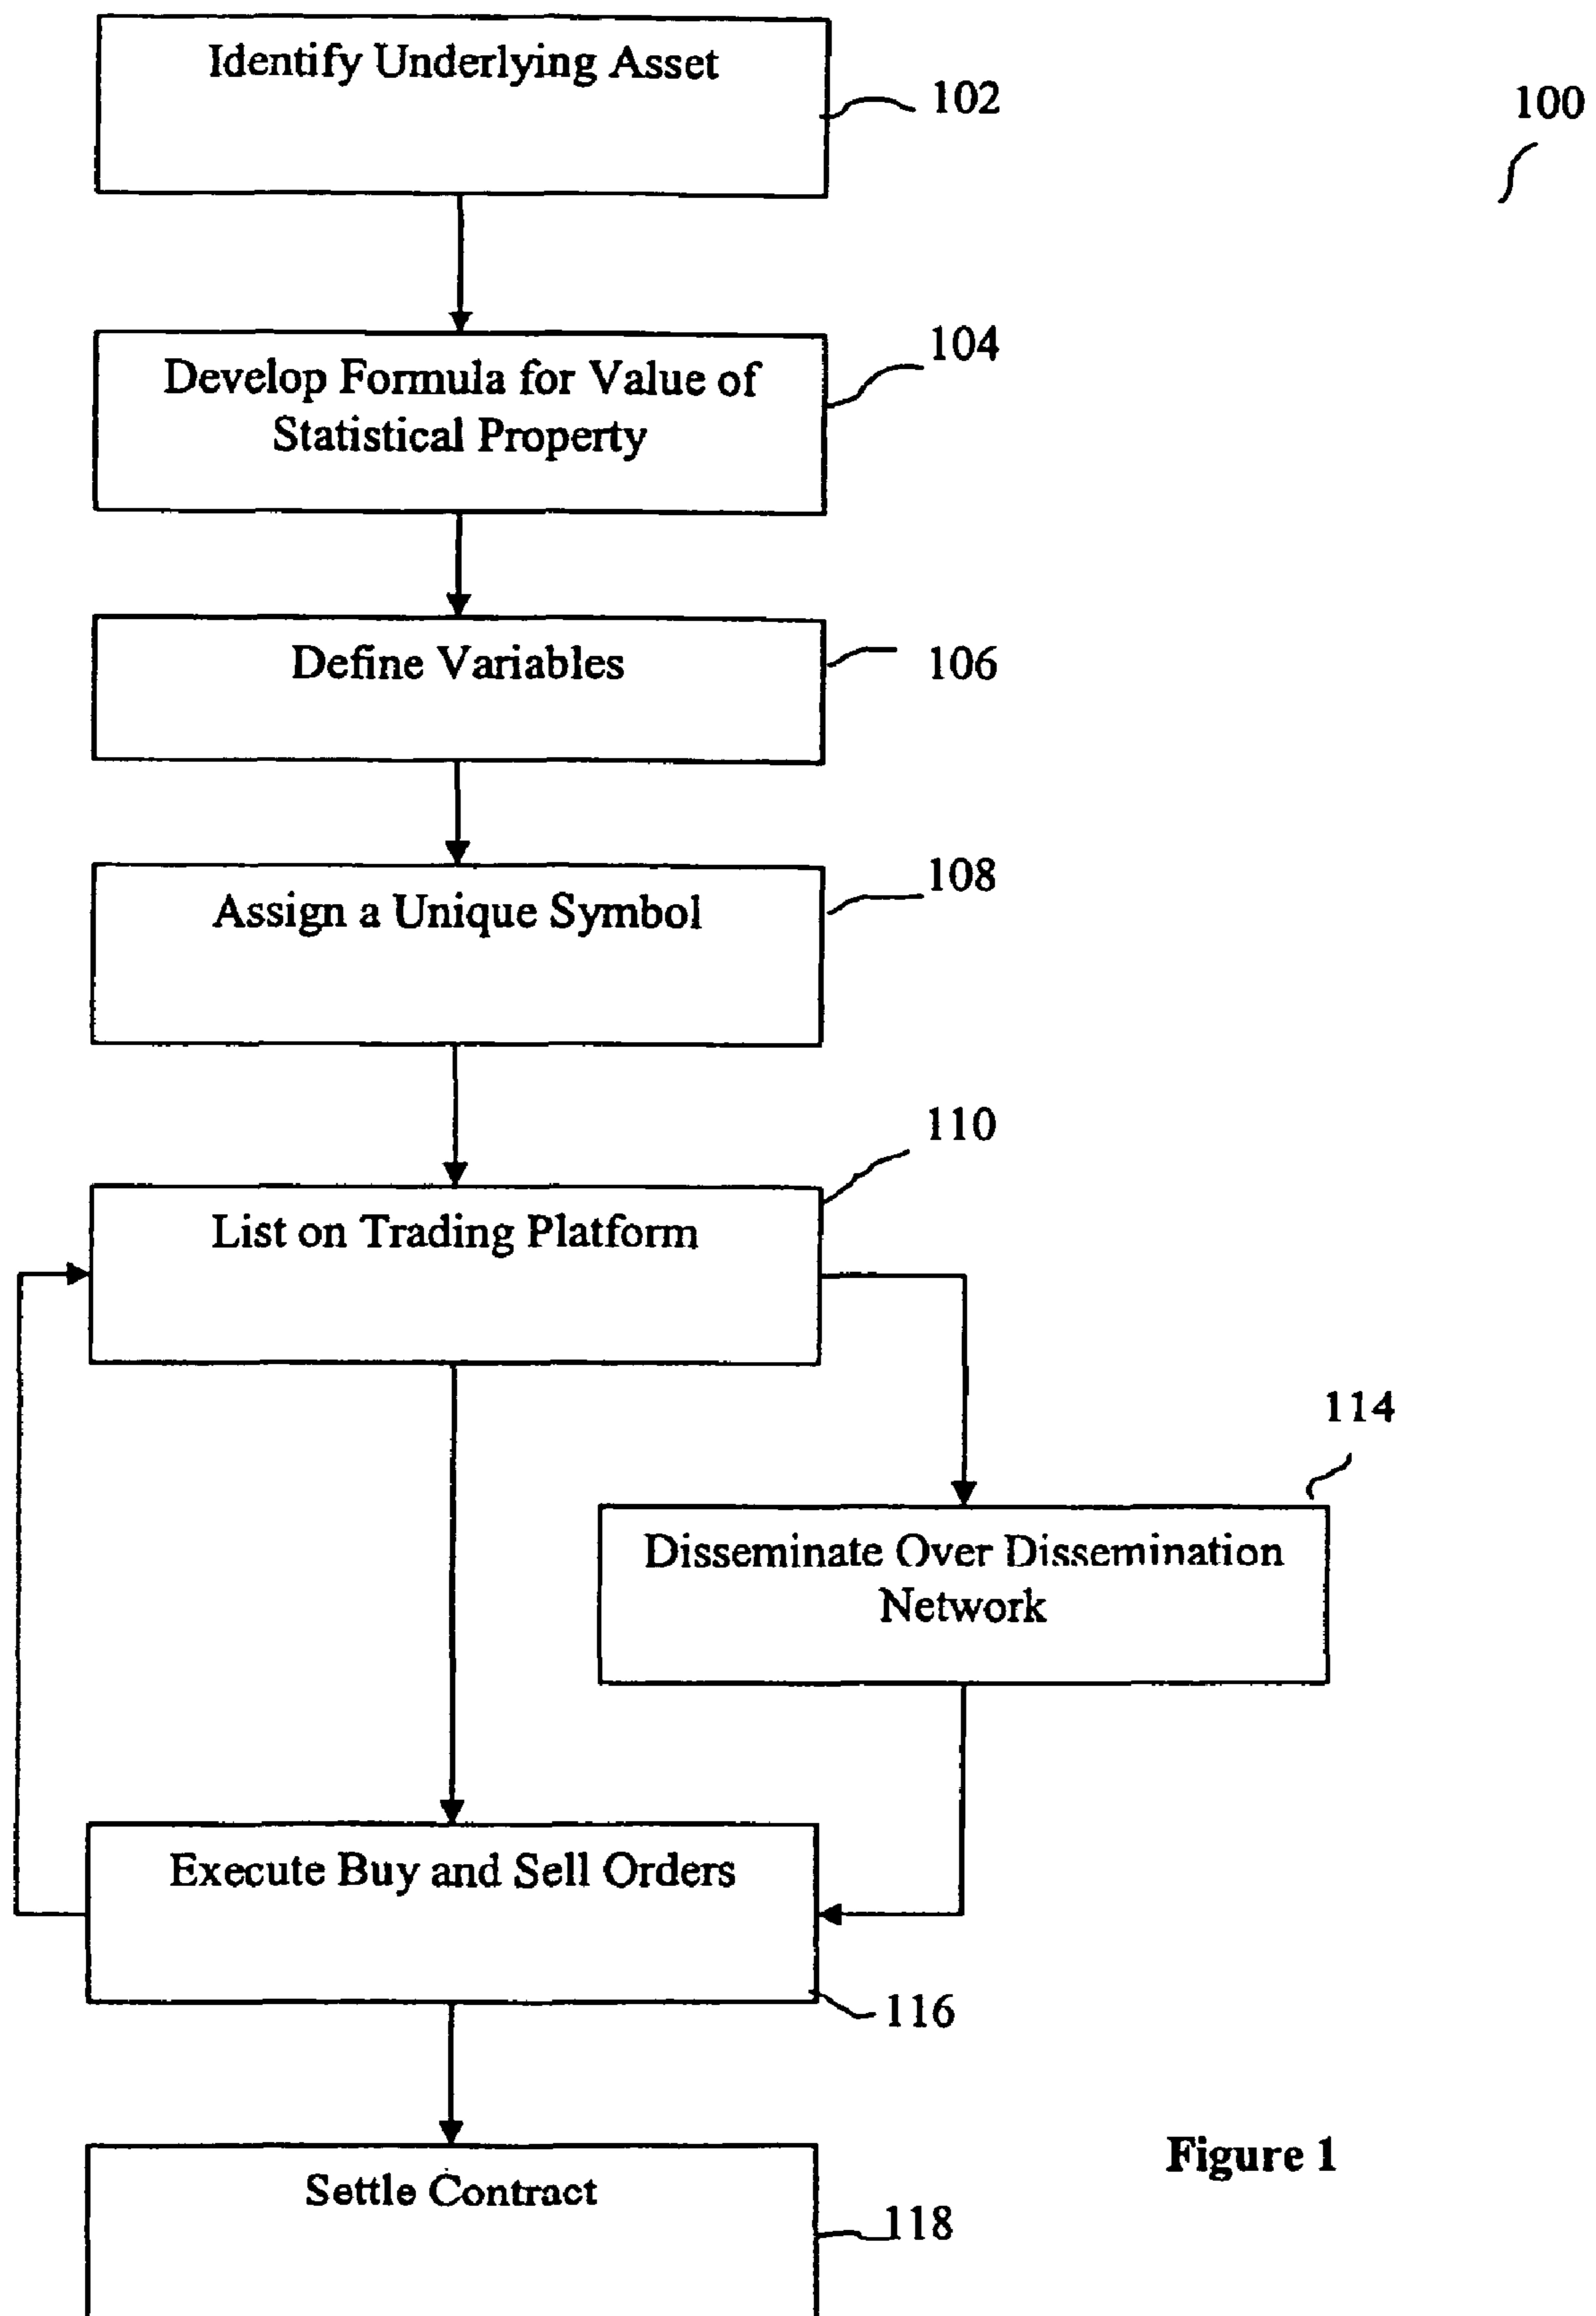 Identify Underlying Asset
102
100
Develop Formula for Value of
Statistical Property
104
Define Variables
106
Assign a Unique Symbol
108
110
List on Trading Platform
114
Disseminate Over Dissemination
Network
Execute Buy and Sell Orders
116
Figure 1
Settle Contract
118